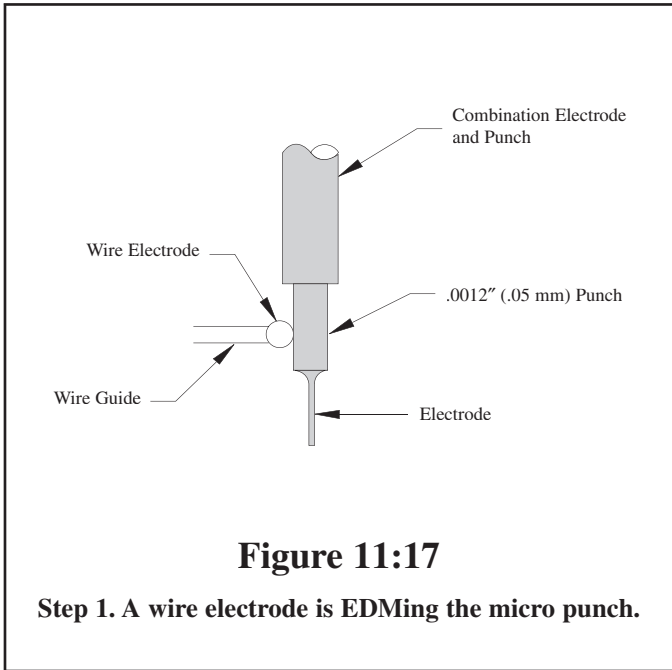 Combination Electrode
and Punch
Wire Electrode
.0012″ (.05 mm) Punch
Wire Guide
Electrode
Figure 11:17
Step 1. A wire electrode is EDMing the micro punch.